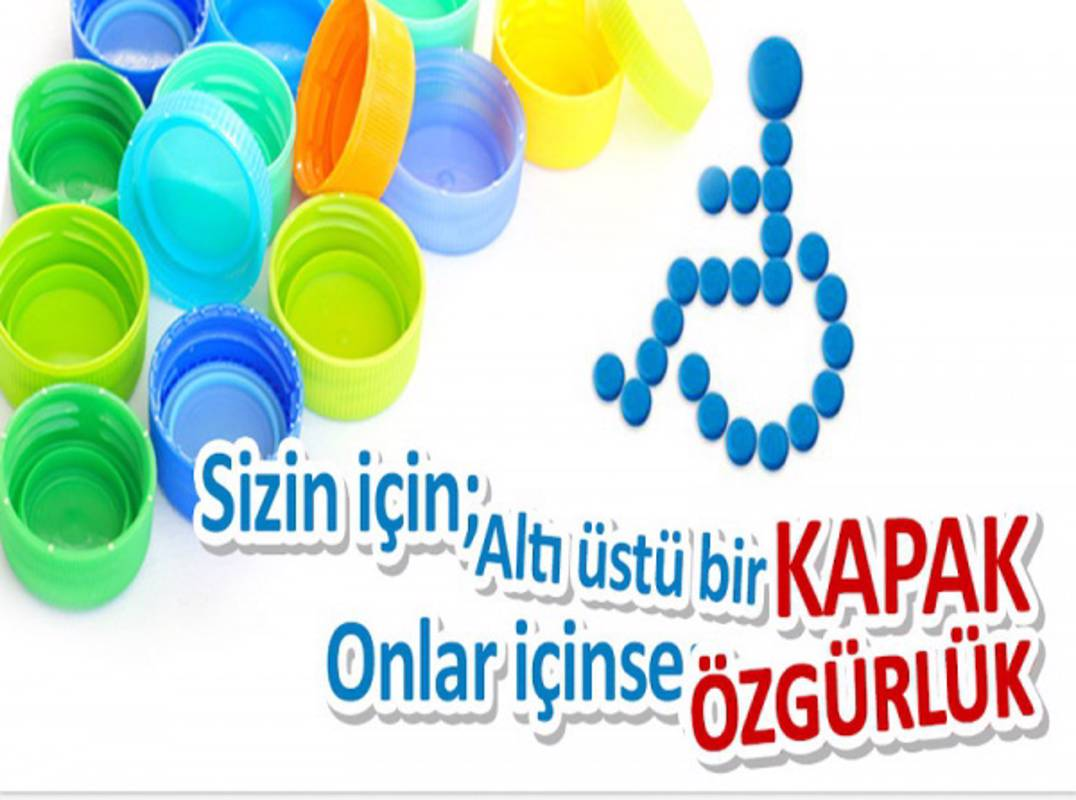 Sizin için; Altı üstü bir KAPAK
Onlar içinse ÖZGÜRLÜK